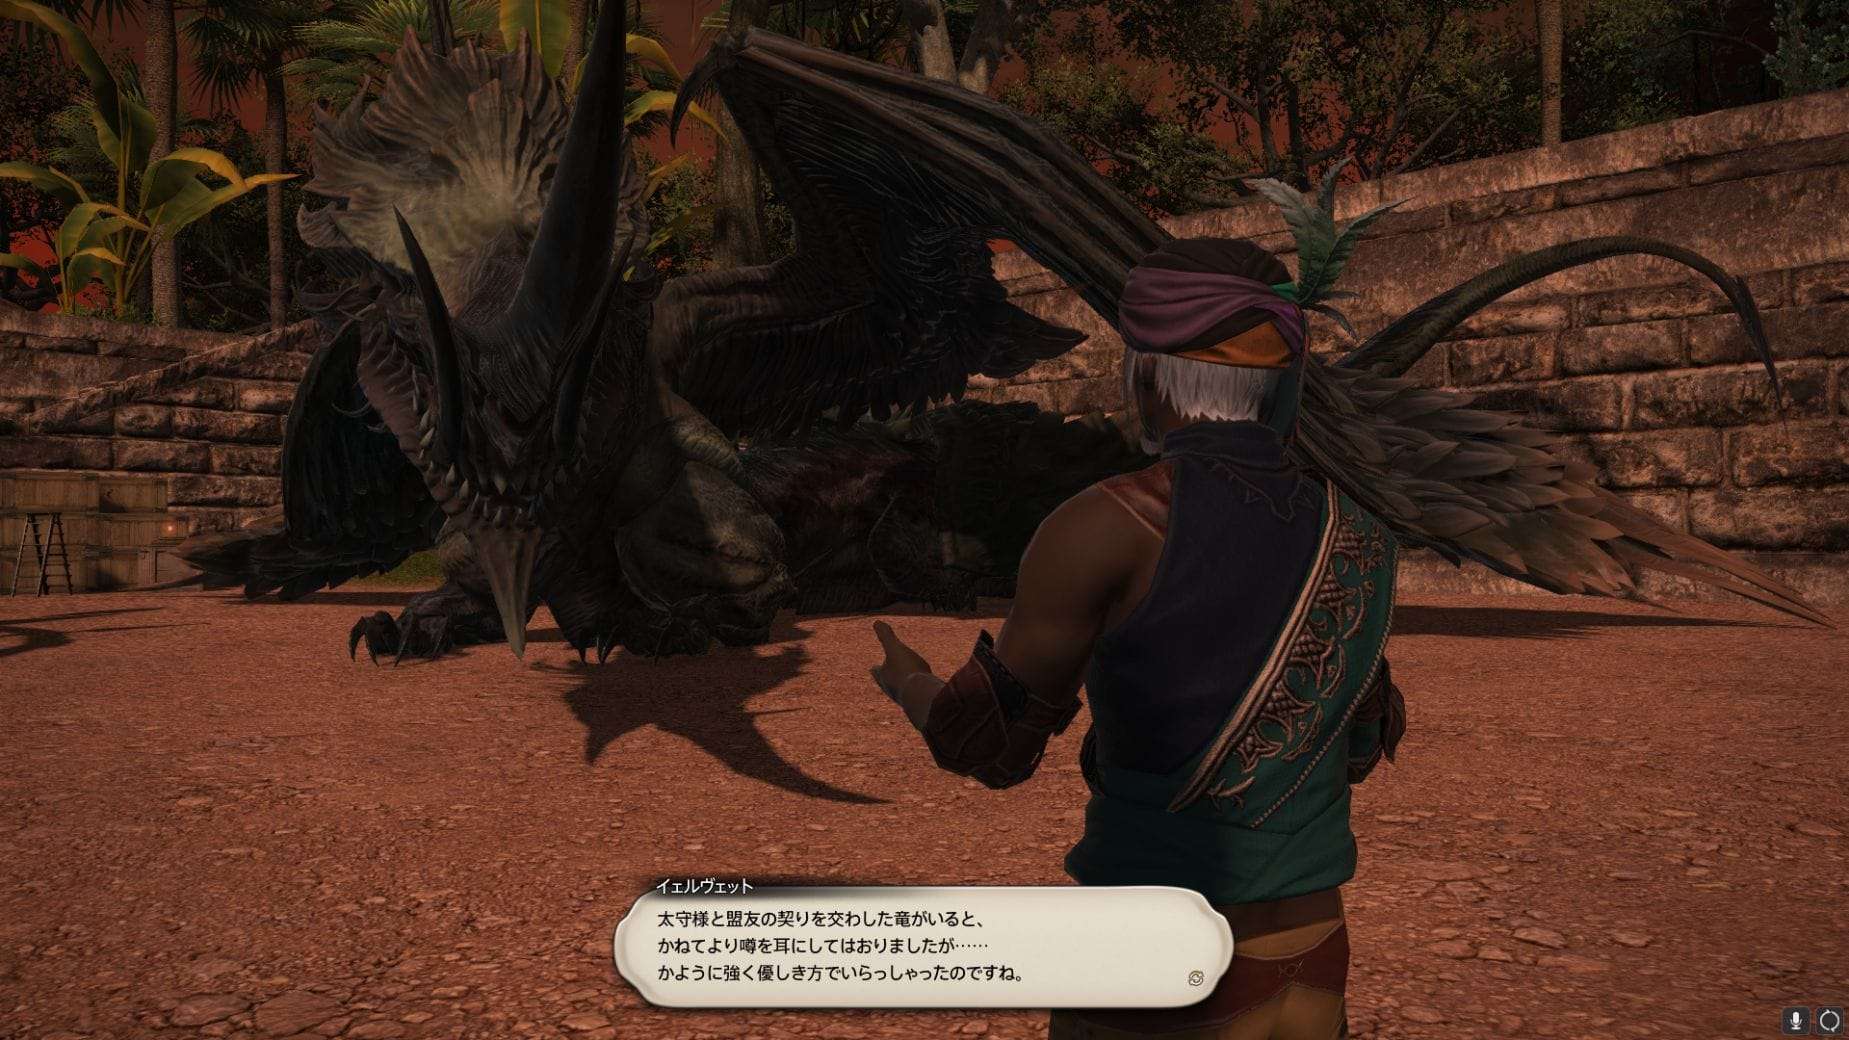 イェルヴェット
太守様と盟友の契りを交わした竜がいると、
かねてより噂を耳にしてはおりましたが……
かように強く優しき方でいらっしゃったのですね。